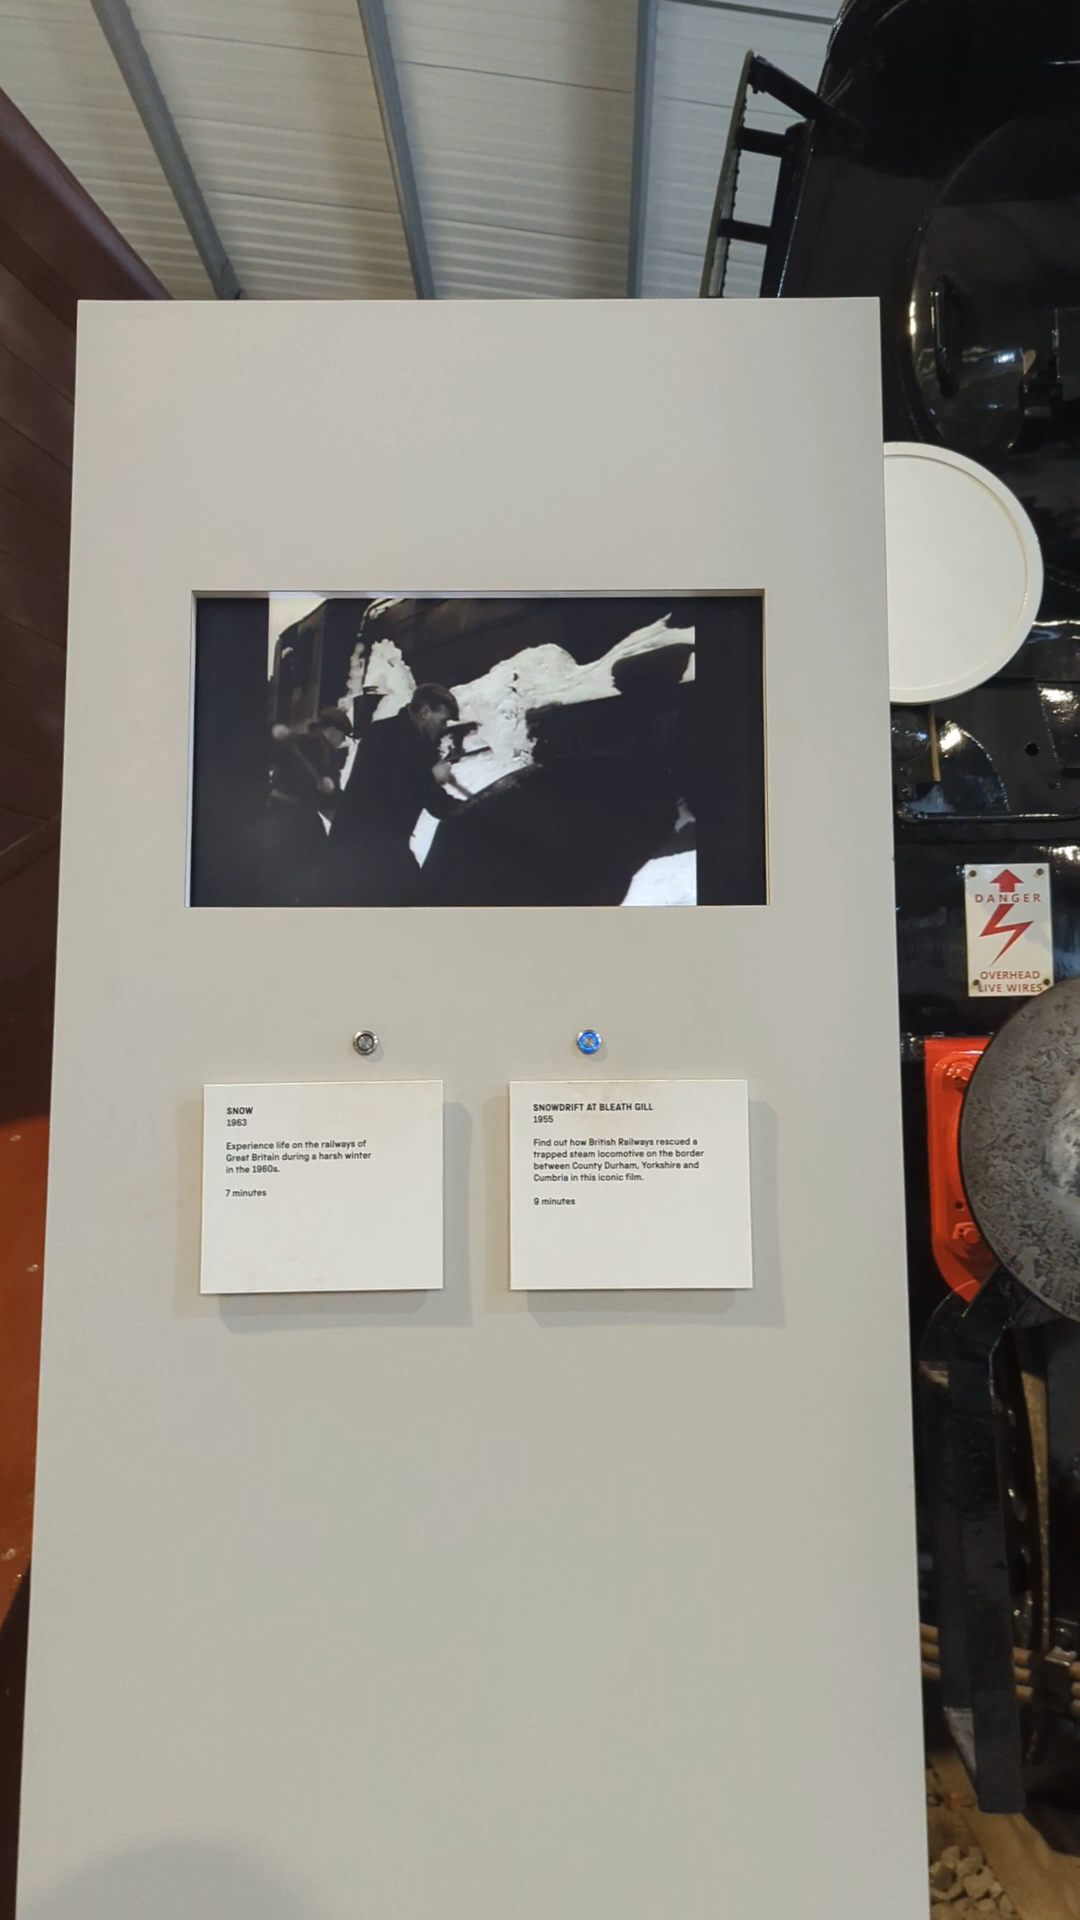 DANGER
OVERHEAD
LIVE WIRES
SNOW
1963
Experience life on the railways of
Great Britain during a harsh winter
in the 1960s.
7 minutes
SNOWDRIFT AT BLEATH GILL
1955
Find out how British Railways rescued a
trapped steam locomotive on the border
between County Durham, Yorkshire and
Cumbria in this iconic film.
9 minutes